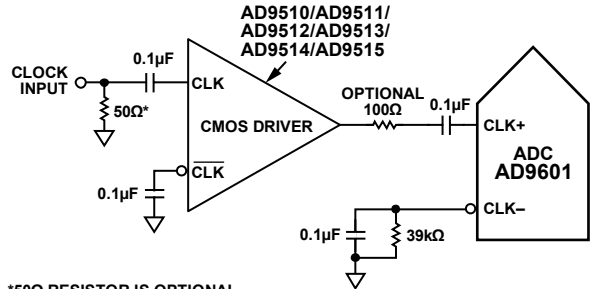 AD9510/AD9511/
AD9512/AD9513/
AD9514/AD9515
CLOCK
INPUT
0.1µF
50Ω*
CLK
CMOS DRIVER
CLK
0.1µF
OPTIONAL
100Ω
0.1µF
CLK+
ADC
AD9601
CLK–
0.1µF
39kΩ
*50Ω RESISTOR IS OPTIONAL